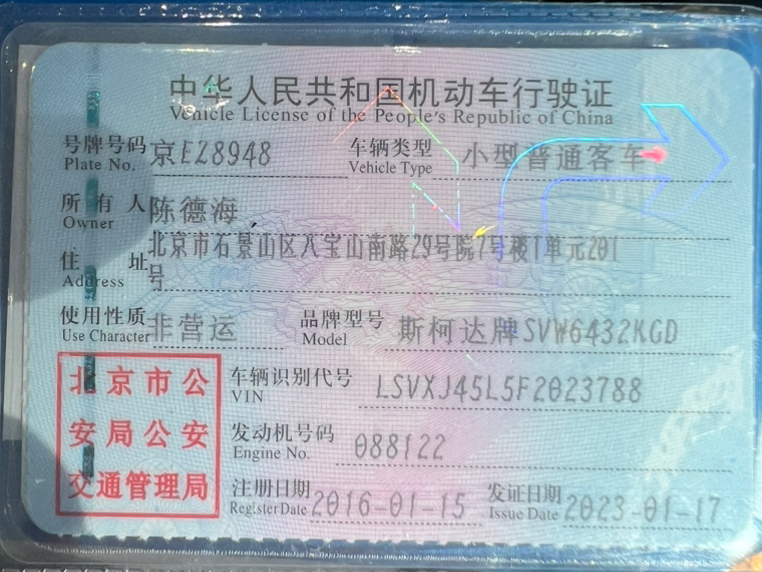 中华人民共和国机动车行驶证
Vehicle License of the People's Republic of China
号牌号码 京EZ8948 车辆类型 小型普通客车
Plate No. Vehicle Type
所有人 陈德海
Owner
住址 北京市石景山区八宝山南路29号院7号楼1单元201
Address 号
使用性质 非营运 品牌型号 斯柯达牌SVW6432KGD
Use Character Model
北京市公 车辆识别代号 LSVXJ45L5F2023788
VIN
安局公安 发动机号码 088122
Engine No.
交通管理局 注册日期 2016-01-15 发证日期 2023-01-17
Register Date Issue Date